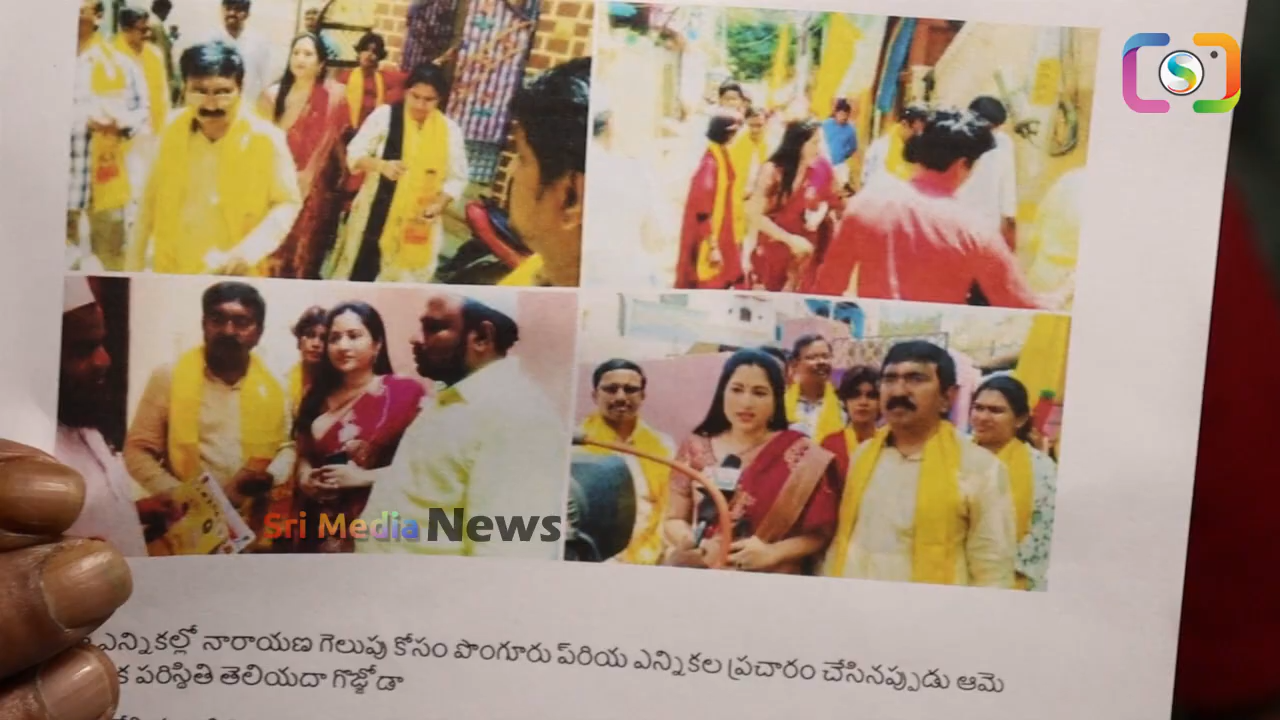 Sri Media News
ఎన్నికల్లో నారాయణ గెలుపు కోసం పొంగూరు ప్రియ ఎన్నికల ప్రచారం చేసినప్పుడు ఆమె
క పరిస్థితి తెలియదా గొజ్జోడా